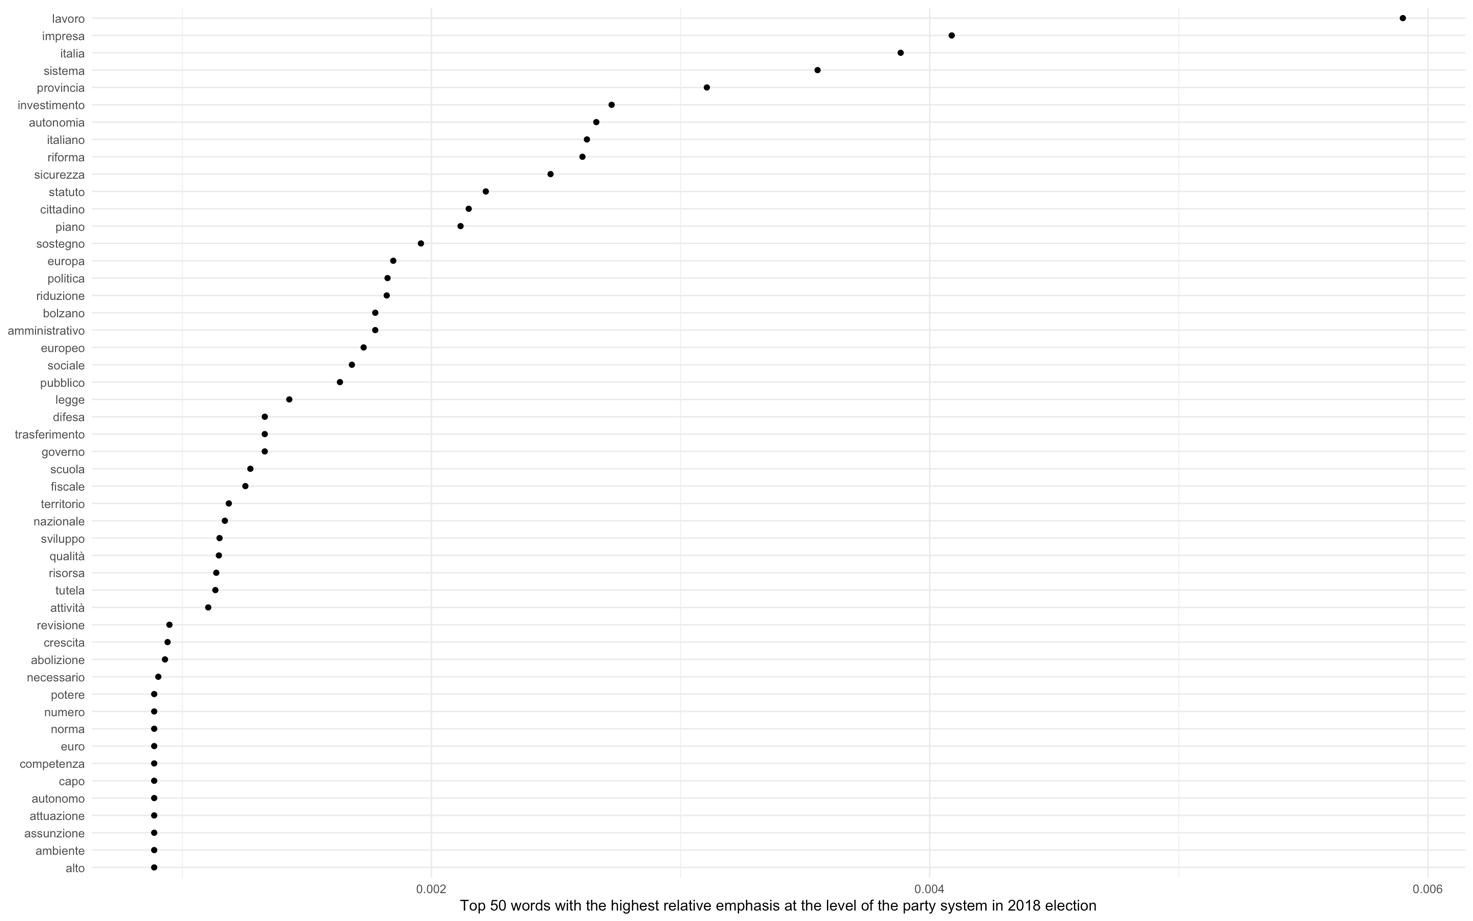 lavoro
impresa
italia
sistema
provincia
investimento
autonomia
italiano
riforma
sicurezza
statuto
cittadino
piano
sostegno
europa
politica
riduzione
bolzano
amministrativo
europeo
sociale
pubblico
legge
difesa
trasferimento
governo
scuola
fiscale
territorio
nazionale
sviluppo
qualità
risorsa
tutela
attività
revisione
crescita
abolizione
necessario
potere
numero
norma
euro
competenza
capo
autonomo
attuazione
assunzione
ambiente
alto
0.002 0.004 0.006
Top 50 words with the highest relative emphasis at the level of the party system in 2018 election